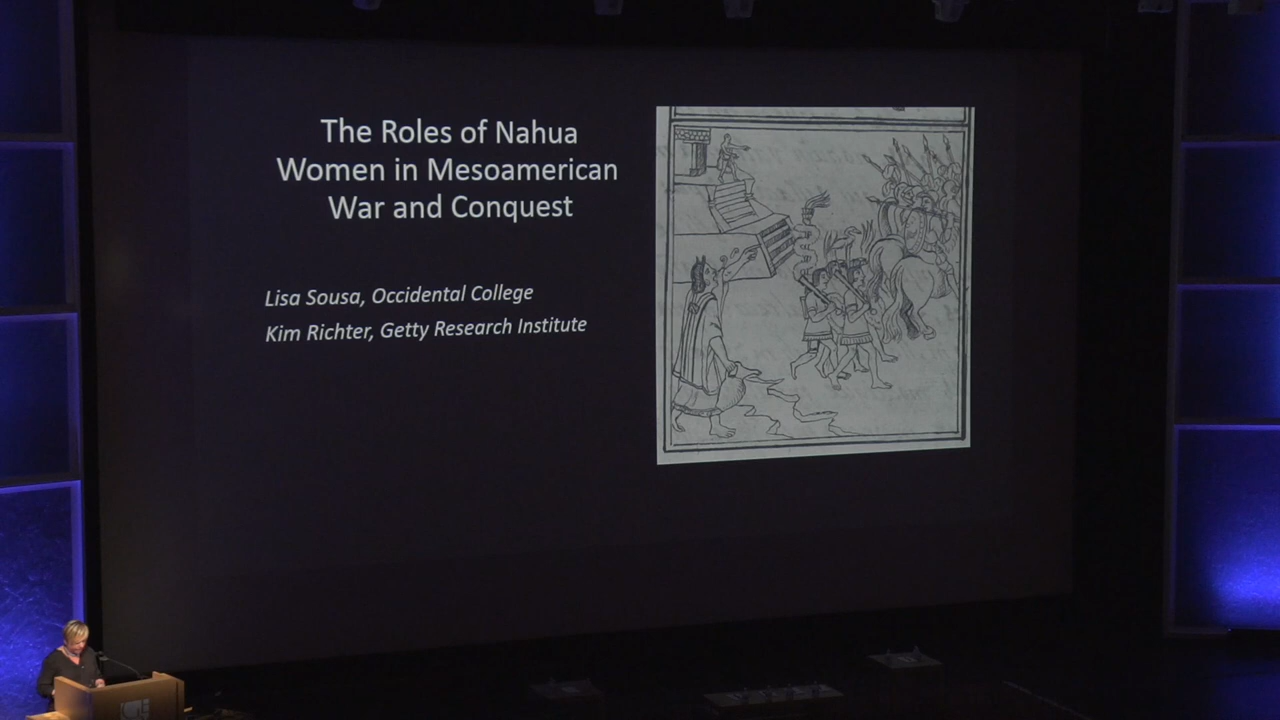 The Roles of Nahua
Women in Mesoamerican
War and Conquest
Lisa Sousa, Occidental College
Kim Richter, Getty Research Institute